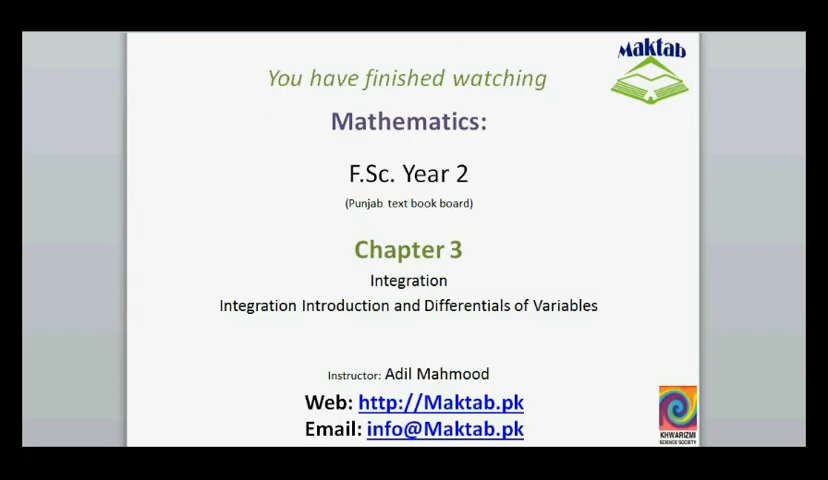 Maktab
You have finished watching
Mathematics:
F.Sc. Year 2
(Punjab text book board)
Chapter 3
Integration
Integration Introduction and Differentials of Variables
Instructor: Adil Mahmood
Web: http://Maktab.pk
Email: info@Maktab.pk
KHWARIZMI
SCIENCE SOCIETY